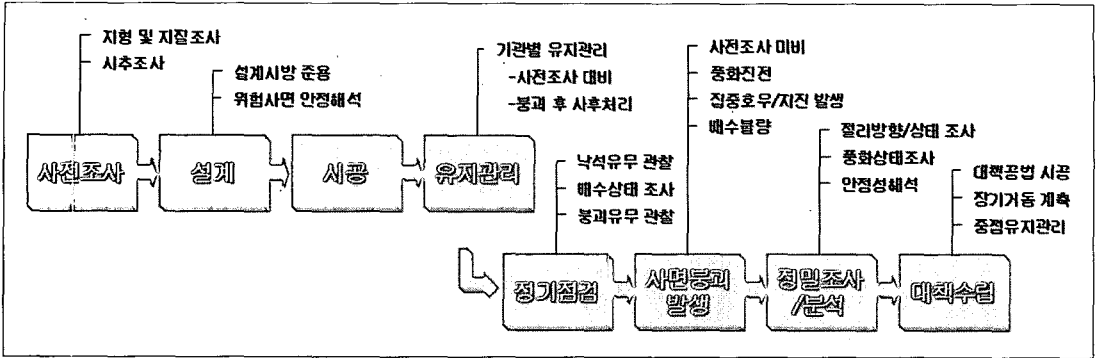 지형 및 지질조사
시추조사
사전조사
설계시방 준용
위험사면 안정해석
설계
시공
기관별 유지관리
-사전조사 대비
-붕괴 후 사후처리
유지관리
낙석유무 관찰
배수상태 조사
붕괴유무 관찰
정기점검
사전조사 미비
풍화진전
집중호우/지진 발생
배수불량
사면붕괴
발생
절리방향/상태 조사
풍화상태조사
안정성해석
정밀조사
/분석
대책공법 시공
장기거동 계측
중점유지관리
대책수립